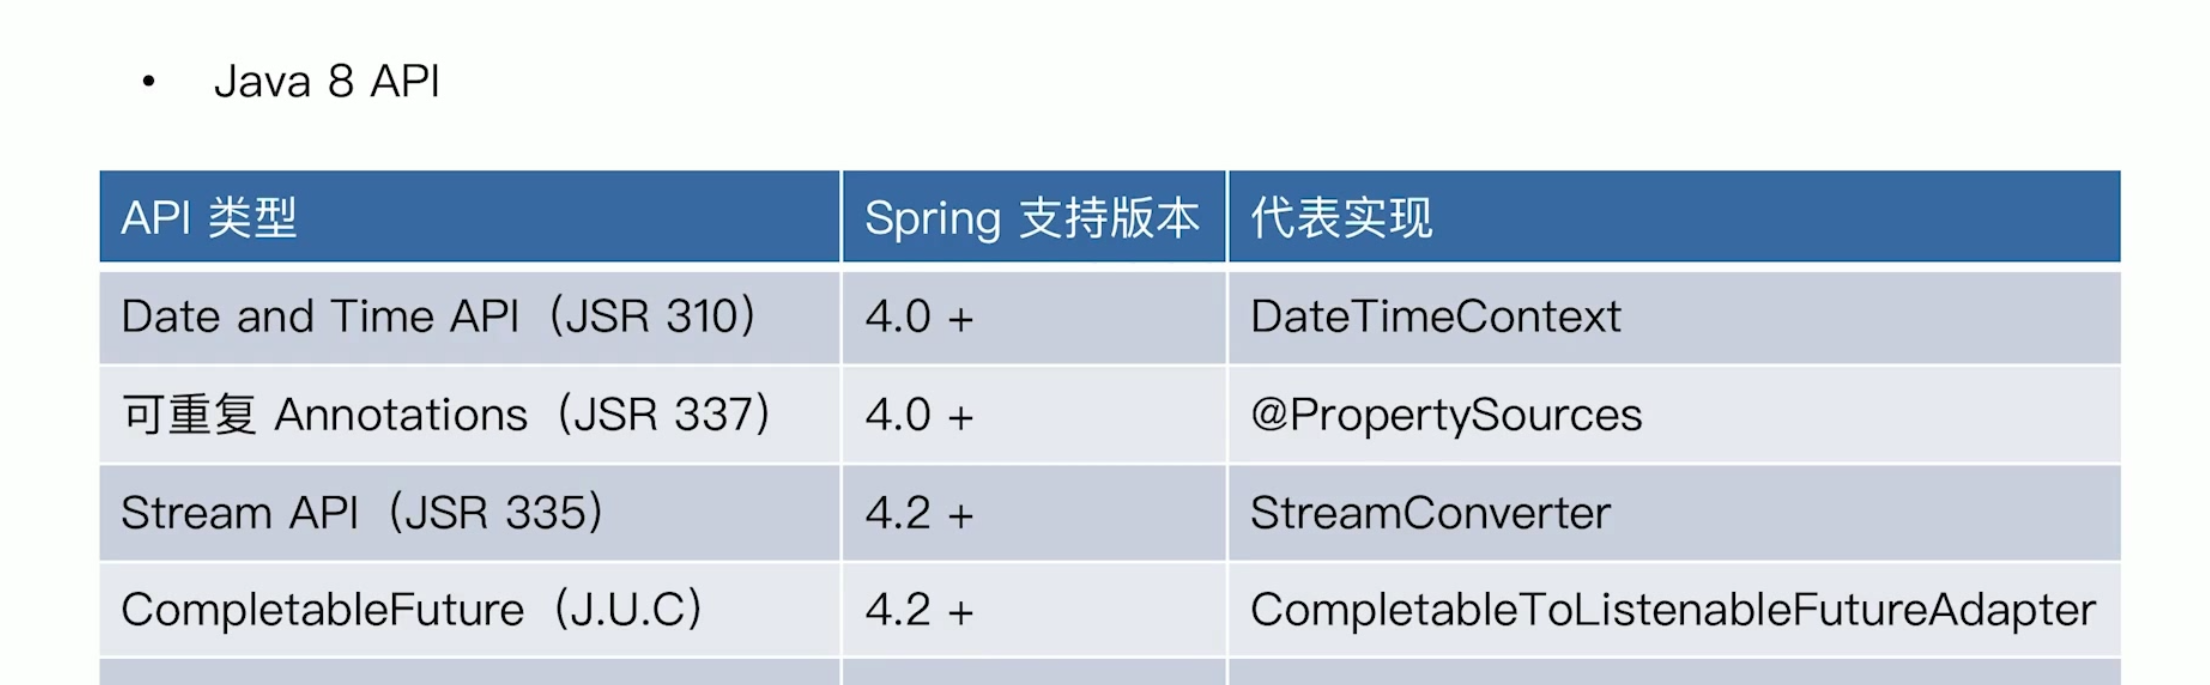 • Java 8 API
API 类型 Spring 支持版本 代表实现
Date and Time API（JSR 310） 4.0 + DateTimeContext
可重复 Annotations（JSR 337） 4.0 + @PropertySources
Stream API（JSR 335） 4.2 + StreamConverter
CompletableFuture（J.U.C） 4.2 + CompletableToListenableFutureAdapter